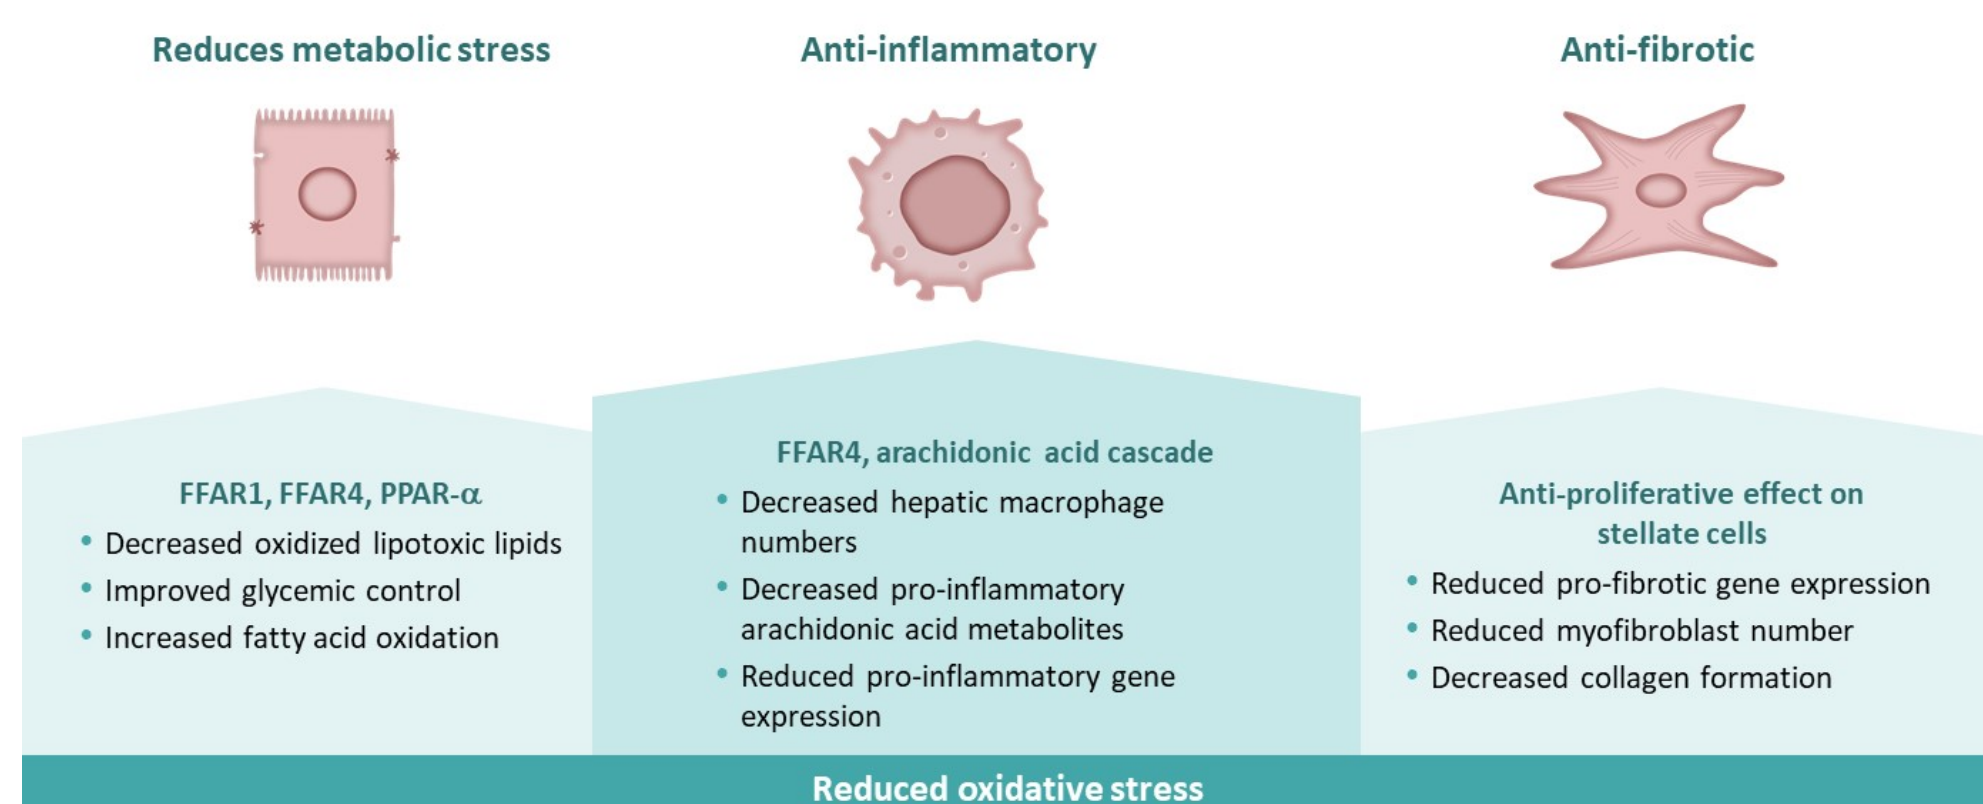 Reduces metabolic stress
FFAR1, FFAR4, PPAR-α
• Decreased oxidized lipotoxic lipids
• Improved glycemic control
• Increased fatty acid oxidation
Anti-inflammatory
FFAR4, arachidonic acid cascade
• Decreased hepatic macrophage
numbers
• Decreased pro-inflammatory
arachidonic acid metabolites
• Reduced pro-inflammatory gene
expression
Anti-fibrotic
Anti-proliferative effect on
stellate cells
• Reduced pro-fibrotic gene expression
• Reduced myofibroblast number
• Decreased collagen formation
Reduced oxidative stress